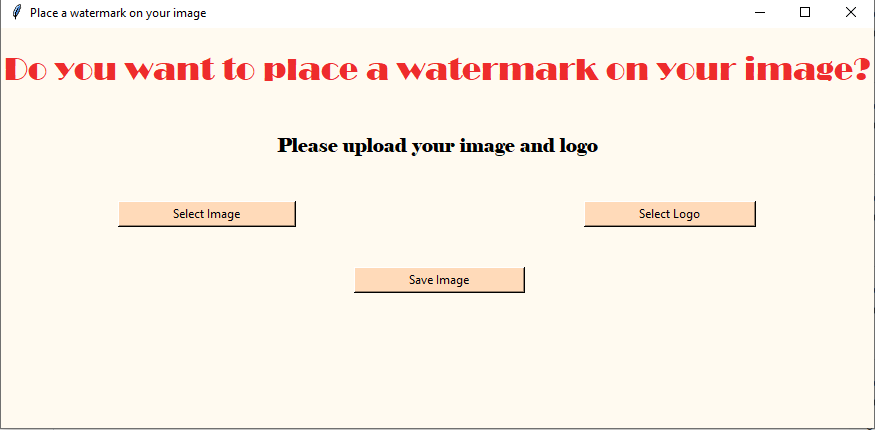 Place a watermark on your image
Do you want to place a watermark on your image?
Please upload your image and logo
Select Image
Select Logo
Save Image